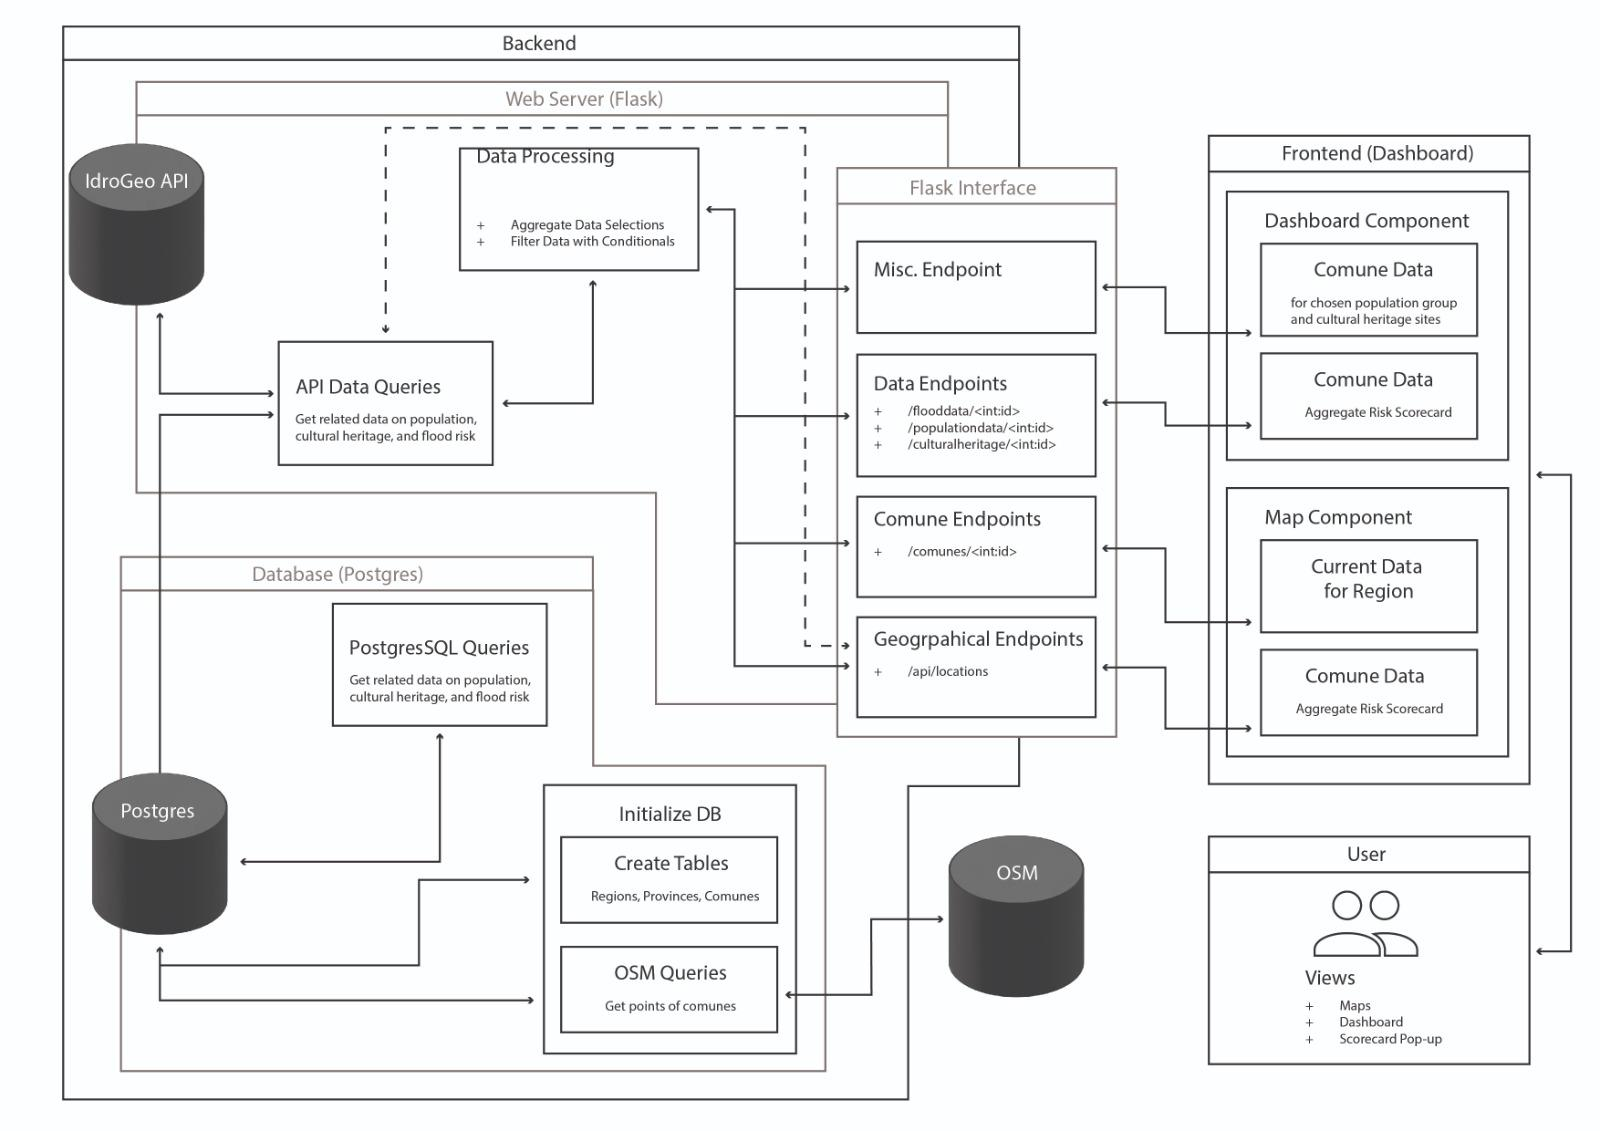 Backend
Web Server (Flask)
IdroGeo API
Data Processing
+ Aggregate Data Selections
+ Filter Data with Conditionals
API Data Queries
Get related data on population,
cultural heritage, and flood risk
Flask Interface
Misc. Endpoint
Data Endpoints
+ /flooddata/<int:id>
+ /populationdata/<int:id>
+ /culturalheritage/<int:id>
Comune Endpoints
+ /comunes/<int:id>
Geogrpahical Endpoints
+ /api/locations
Frontend (Dashboard)
Dashboard Component
Comune Data
for chosen population group
and cultural heritage sites
Comune Data
Aggregate Risk Scorecard
Map Component
Current Data
for Region
Comune Data
Aggregate Risk Scorecard
Database (Postgres)
PostgresSQL Queries
Get related data on population,
cultural heritage, and flood risk
Postgres
Initialize DB
Create Tables
Regions, Provinces, Comunes
OSM Queries
Get points of comunes
OSM
User
Views
+ Maps
+ Dashboard
+ Scorecard Pop-up